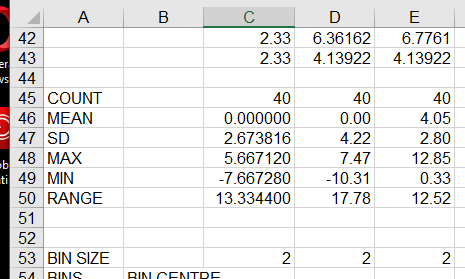 A B C D E
42 2.33 6.36162 6.7761
43 2.33 4.13922 4.13922
44
45 COUNT 40 40 40
46 MEAN 0.000000 0.00 4.05
47 SD 2.673816 4.22 2.80
48 MAX 5.667120 7.47 12.85
49 MIN -7.667280 -10.31 0.33
50 RANGE 13.334400 17.78 12.52
51
52
53 BIN SIZE 2 2 2
54 BINS BIN CENTRE